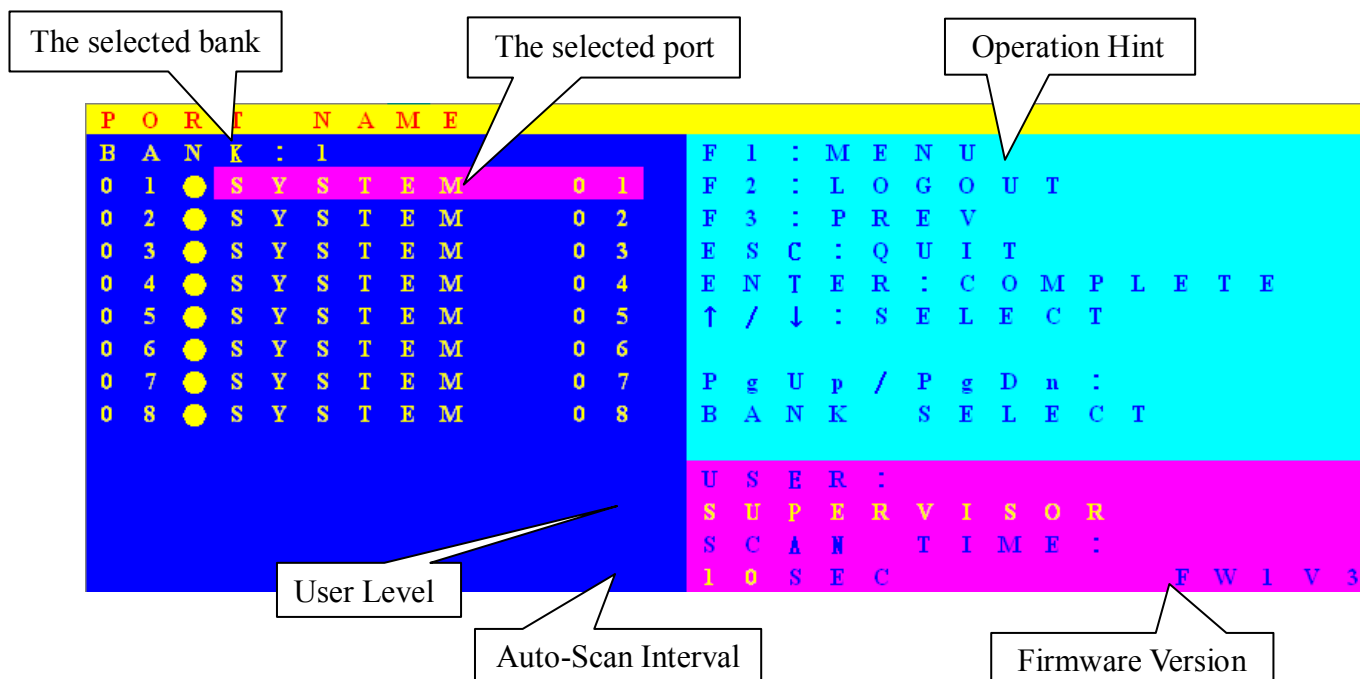 The selected bank
The selected port
Operation Hint
PORT NAME
BANK:1
01 SYSTEM 01
02 SYSTEM 02
03 SYSTEM 03
04 SYSTEM 04
05 SYSTEM 05
06 SYSTEM 06
07 SYSTEM 07
08 SYSTEM 08
F1:MENU
F2:LOGOUT
F3:PREV
ESC:QUIT
ENTER:COMPLETE
↑/↓:SELECT
PgUp/PgDn:
BANK SELECT
USER:
SUPERVISOR
SCAN TIME:
10SEC FW1V3
User Level
Auto-Scan Interval
Firmware Version